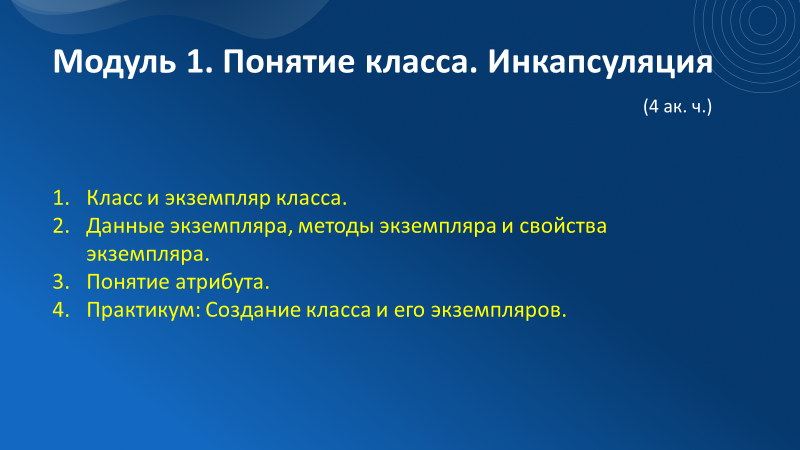 Модуль 1. Понятие класса. Инкапсуляция
(4 ак. ч.)
1. Класс и экземпляр класса.
2. Данные экземпляра, методы экземпляра и свойства
экземпляра.
3. Понятие атрибута.
4. Практикум: Создание класса и его экземпляров.